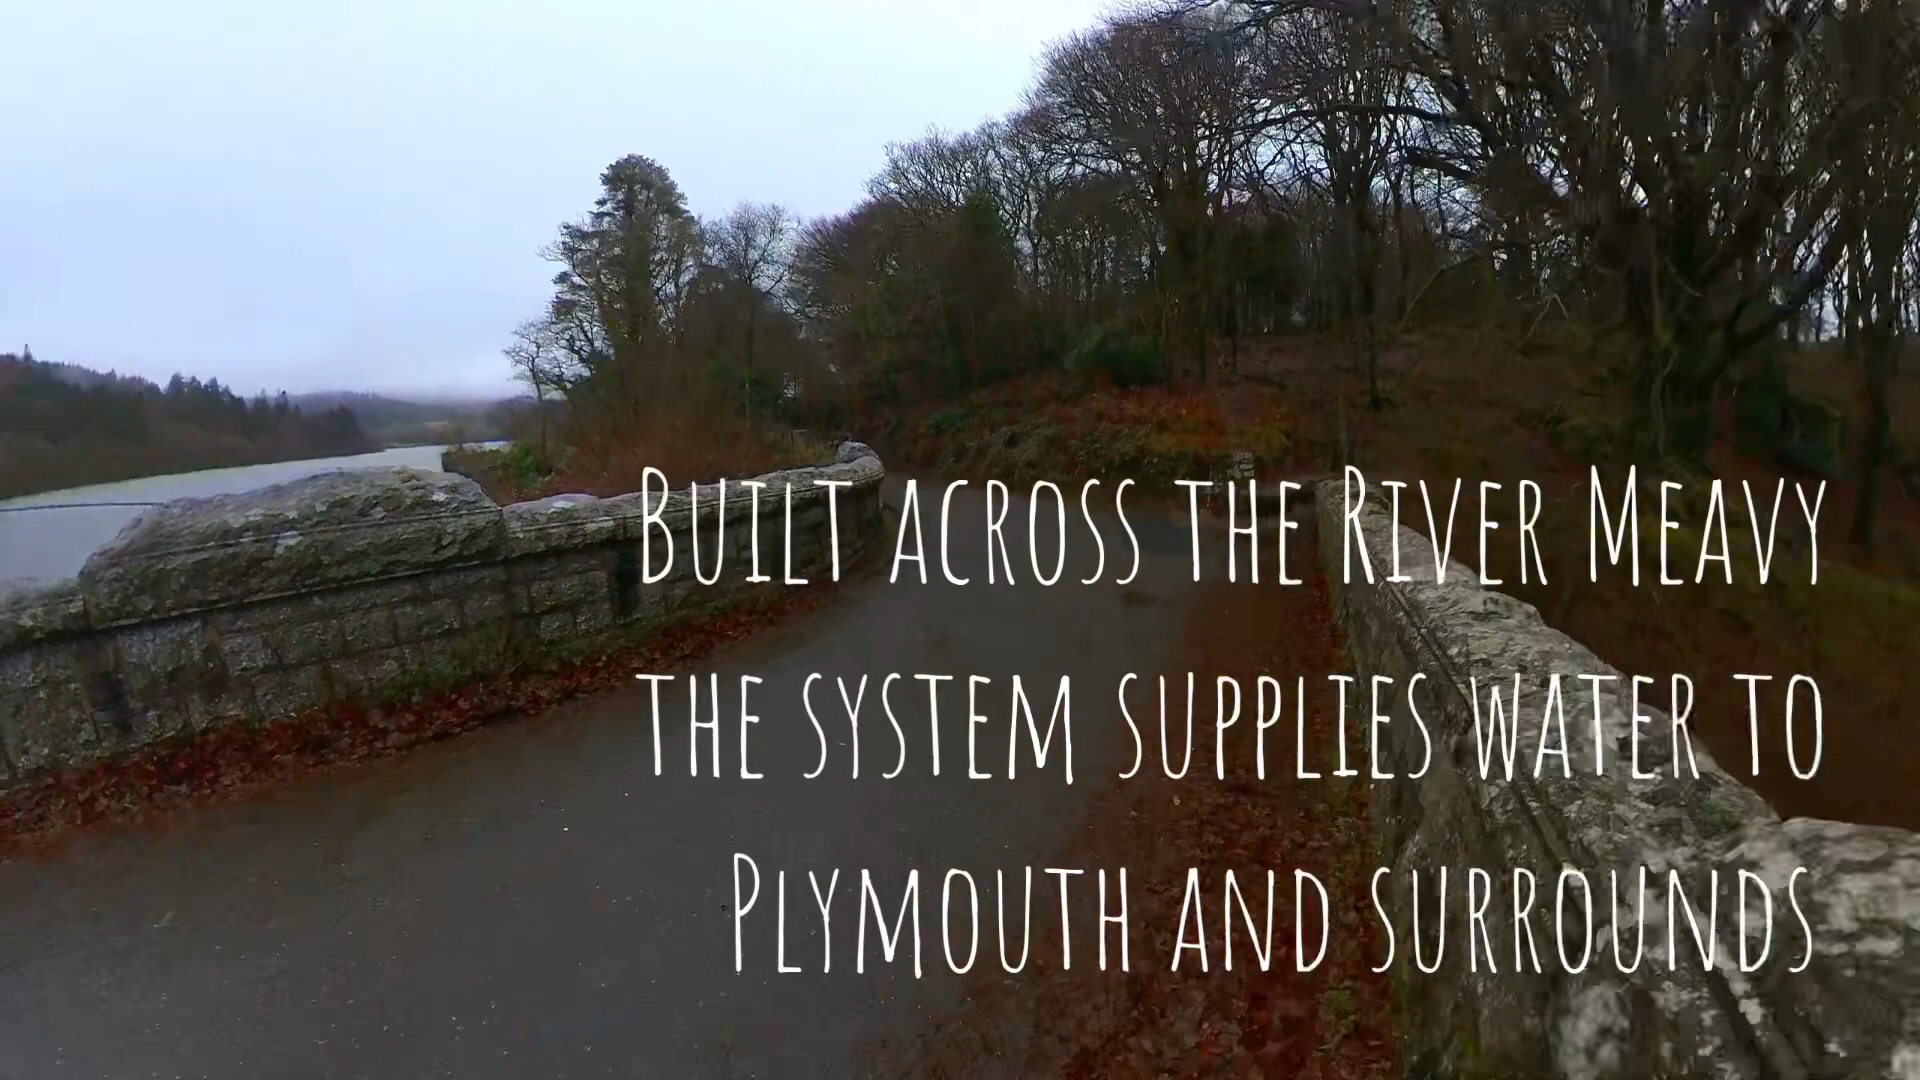 Built across the River Meavy
the system supplies water to
Plymouth and surrounds